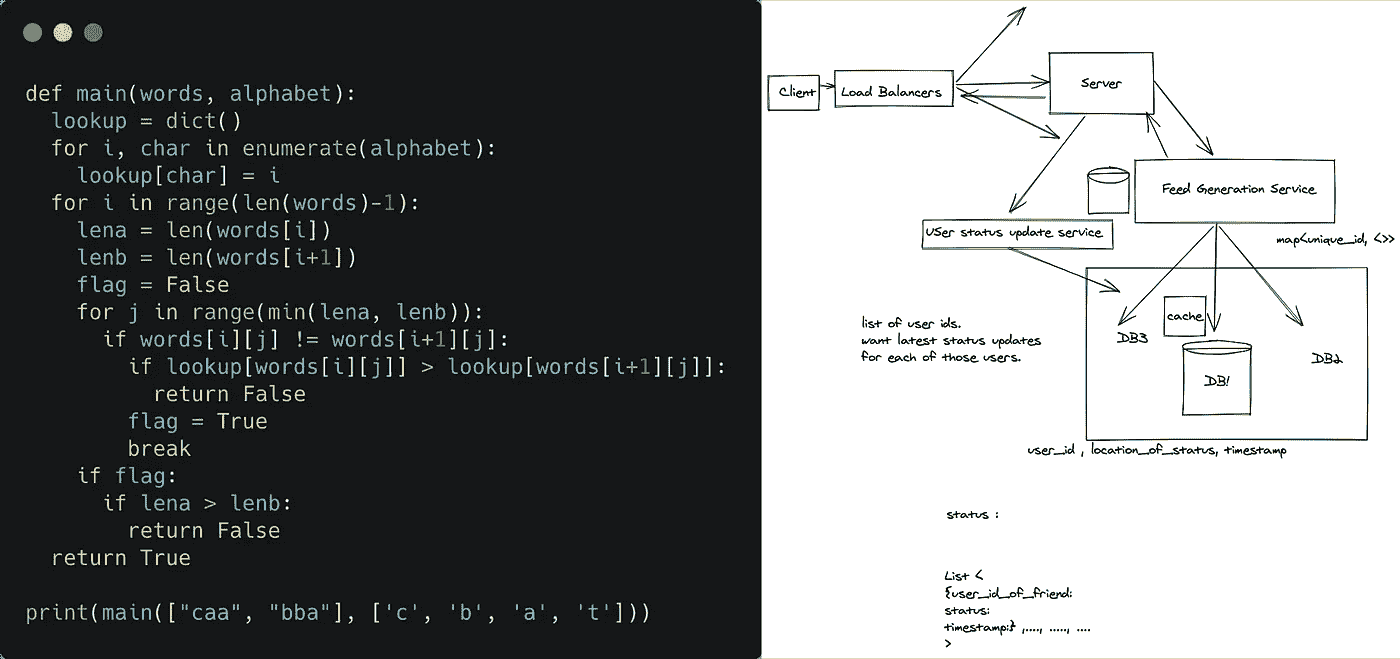 def main(words, alphabet):
  lookup = dict()
  for i, char in enumerate(alphabet):
    lookup[char] = i
  for i in range(len(words)-1):
    lena = len(words[i])
    lenb = len(words[i+1])
    flag = False
    for j in range(min(lena, lenb)):
      if words[i][j] != words[i+1][j]:
        if lookup[words[i][j]] > lookup[words[i+1][j]]:
          return False
        flag = True
        break
    if flag:
      if lena > lenb:
        return False
  return True
print(main(["caa", "bba"], ['c', 'b', 'a', 't']))
Client
Load Balancers
Server
Feed Generation Service
User status update service
map<unique_id, <>>
cache
DB3
DB1
DB2
list of user ids.
want latest status updates
for each of those users.
user_id , location_of_status, timestamp
status :
List <
{user_id_of_friend:
status:
timestamp:} ,...., ....., ....
>